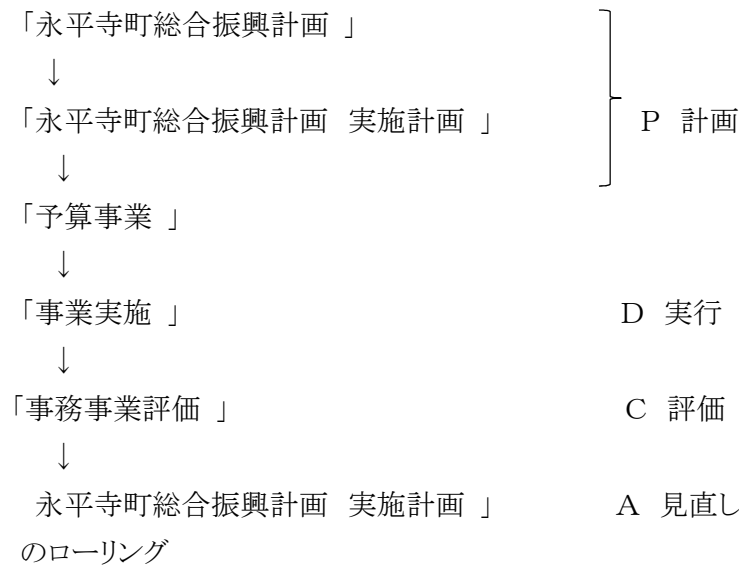 「永平寺町総合振興計画 」
↓
「永平寺町総合振興計画 実施計画 」 P 計画
↓
「予算事業 」
↓
「事業実施 」 D 実行
↓
「事務事業評価 」 C 評価
↓
永平寺町総合振興計画 実施計画 」 A 見直し
のローリング